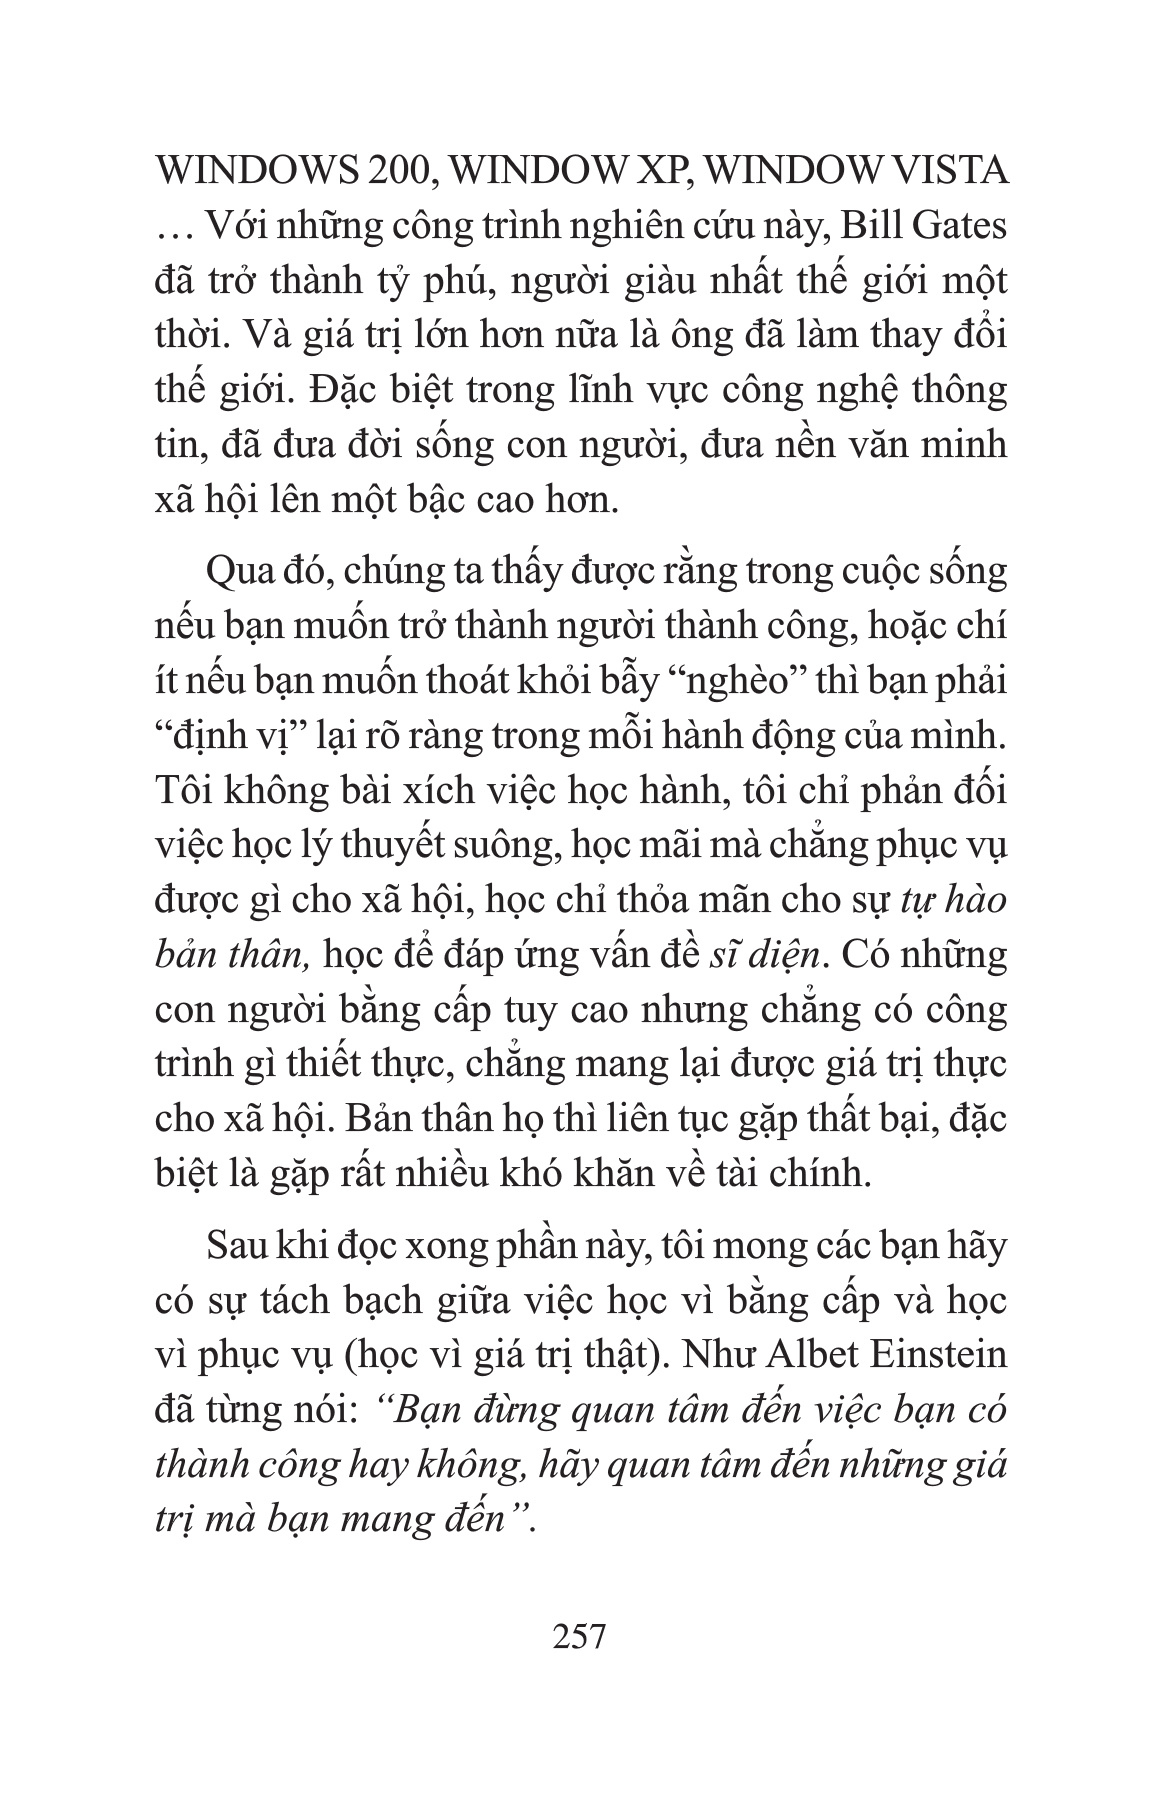 WINDOWS 200, WINDOW XP, WINDOW VISTA
… Với những công trình nghiên cứu này, Bill Gates
đã trở thành tỷ phú, người giàu nhất thế giới một
thời. Và giá trị lớn hơn nữa là ông đã làm thay đổi
thế giới. Đặc biệt trong lĩnh vực công nghệ thông
tin, đã đưa đời sống con người, đưa nền văn minh
xã hội lên một bậc cao hơn.
Qua đó, chúng ta thấy được rằng trong cuộc sống
nếu bạn muốn trở thành người thành công, hoặc chí
ít nếu bạn muốn thoát khỏi bẫy “nghèo” thì bạn phải
“định vị” lại rõ ràng trong mỗi hành động của mình.
Tôi không bài xích việc học hành, tôi chỉ phản đối
việc học lý thuyết suông, học mãi mà chẳng phục vụ
được gì cho xã hội, học chỉ thỏa mãn cho sự tự hào
bản thân, học để đáp ứng vấn đề sĩ diện. Có những
con người bằng cấp tuy cao nhưng chẳng có công
trình gì thiết thực, chẳng mang lại được giá trị thực
cho xã hội. Bản thân họ thì liên tục gặp thất bại, đặc
biệt là gặp rất nhiều khó khăn về tài chính.
Sau khi đọc xong phần này, tôi mong các bạn hãy
có sự tách bạch giữa việc học vì bằng cấp và học
vì phục vụ (học vì giá trị thật). Như Albet Einstein
đã từng nói: “Bạn đừng quan tâm đến việc bạn có
thành công hay không, hãy quan tâm đến những giá
trị mà bạn mang đến”.
257